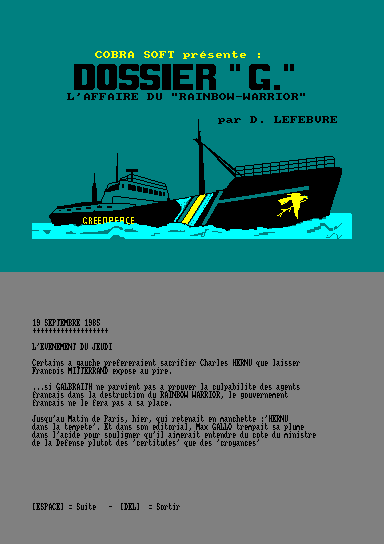 COBRA SOFT présente :
DOSSIER "G."
L'AFFAIRE DU "RAINBOW-WARRIOR"
par D. LEFEBVRE
GREENPEACE
19 SEPTEMBRE 1985
+++++++++++++++++++
L'EVENEMENT DU JEUDI
Certains a gauche prefereraient sacrifier Charles HERNU que laisser
Francois MITTERRAND expose au pire.
...si GALBRAITH ne parvient pas a prouver la culpabilite des agents
francais dans la destruction du RAINBOW WARRIOR, le gouvernement
francais ne le fera pas a sa place.
Jusqu'au Matin de Paris, hier, qui retenait en manchette :'HERNU
dans la tempete'. Et dans son editorial, Max GALLO trempait sa plume
dans l'acide pour souligner qu'il aimerait entendre du cote du ministre
de la Defense plutot des 'certitudes' que des 'croyances'
[ESPACE] = Suite - [DEL] = Sortir